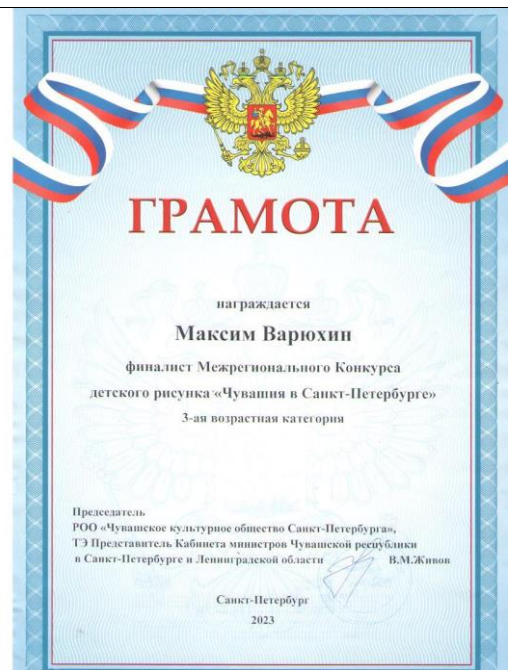 ГРАМОТА
награждается
Максим Варюхин
финалист Межрегионального Конкурса
детского рисунка «Чувашия в Санкт-Петербурге»
3-ая возрастная категория
Председатель
РОО «Чувашское культурное общество Санкт-Петербурга»,
ТЭ Представитель Кабинета министров Чувашской республики
в Санкт-Петербурге и Ленинградской области В.М.Живов
Санкт-Петербург
2023